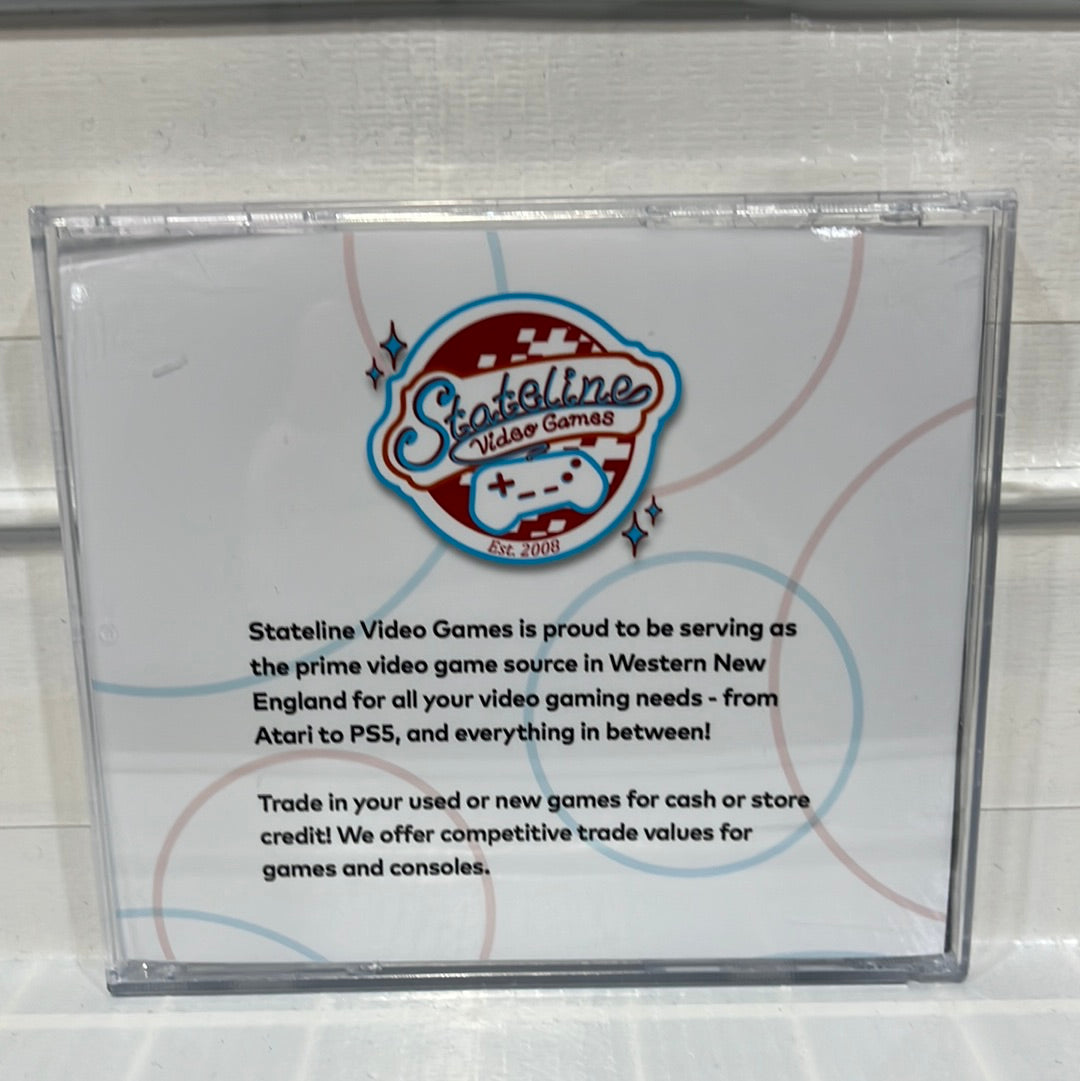 Stateline
Video Games
Est. 2008
Stateline Video Games is proud to be serving as
the prime video game source in Western New
England for all your video gaming needs - from
Atari to PS5, and everything in between!
Trade in your used or new games for cash or store
credit! We offer competitive trade values for
games and consoles.